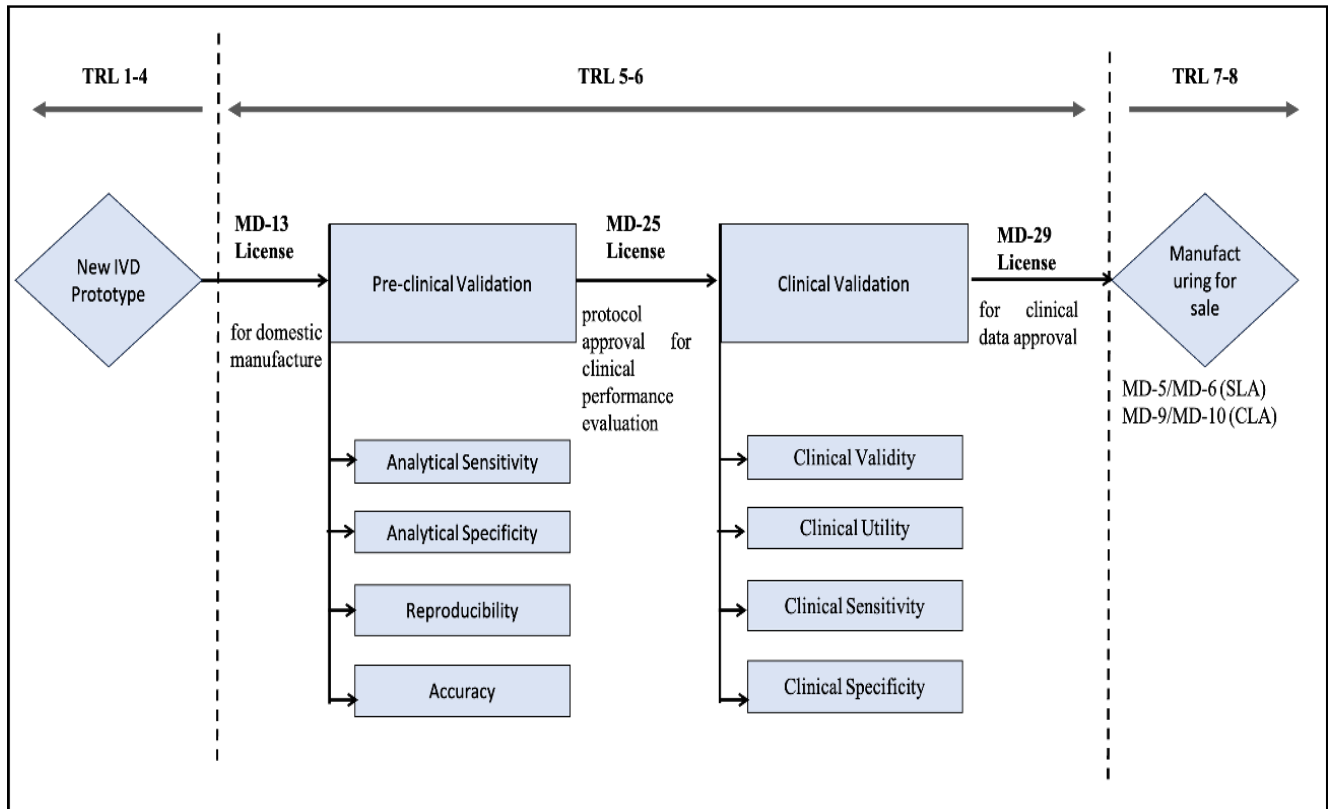 TRL 1-4
TRL 5-6
TRL 7-8
New IVD
Prototype
MD-13
License
for domestic
manufacture
Pre-clinical Validation
Analytical Sensitivity
Analytical Specificity
Reproducibility
Accuracy
MD-25
License
protocol
approval for
clinical
performance
evaluation
Clinical Validation
Clinical Validity
Clinical Utility
Clinical Sensitivity
Clinical Specificity
MD-29
License
for clinical
data approval
Manufact
uring for
sale
MD-5/MD-6 (SLA)
MD-9/MD-10 (CLA)